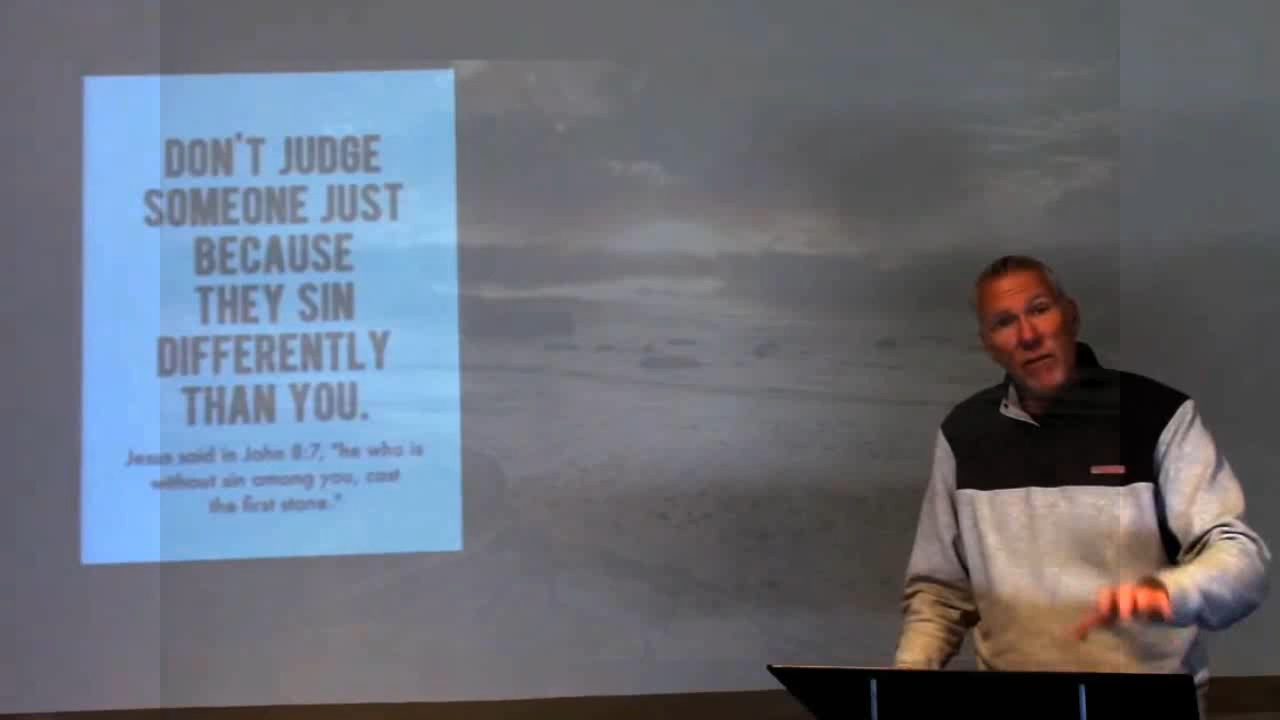 DON'T JUDGE
SOMEONE JUST
BECAUSE
THEY SIN
DIFFERENTLY
THAN YOU.
Jesus said in John 8:7, "he who is
without sin among you, cast
the first stone."